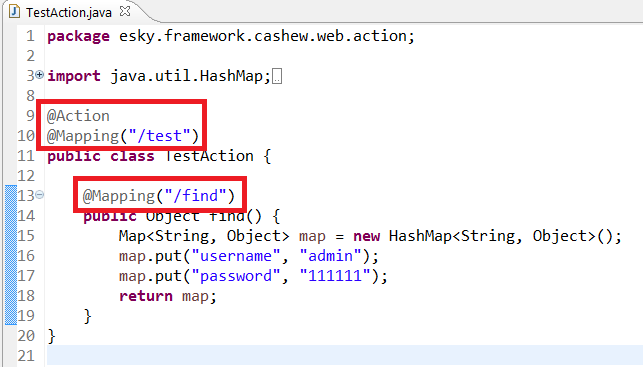 TestAction.java
1 package esky.framework.cashew.web.action;
2
3 import java.util.HashMap;
8
9 @Action
10 @Mapping("/test")
11 public class TestAction {
12
13 @Mapping("/find")
14 public Object find() {
15 Map<String, Object> map = new HashMap<String, Object>();
16 map.put("username", "admin");
17 map.put("password", "111111");
18 return map;
19 }
20 }
21